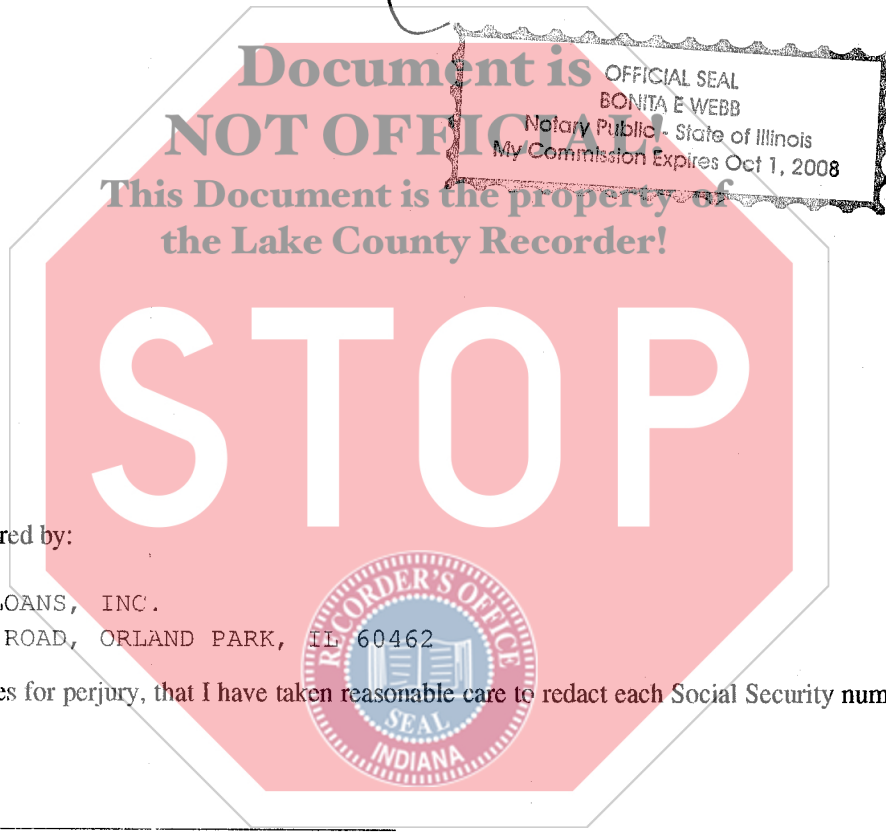 Document is
NOT OFFICIAL!
This Document is the property of
the Lake County Recorder!
OFFICIAL SEAL
BONITA E WEBB
Notary Public - State of Illinois
My Commission Expires Oct 1, 2008
STOP
red by:
LOANS, INC.
ROAD, ORLAND PARK, IL 60462
es for perjury, that I have taken reasonable care to redact each Social Security num
RECORDER'S OFFICE
SEAL
INDIANA